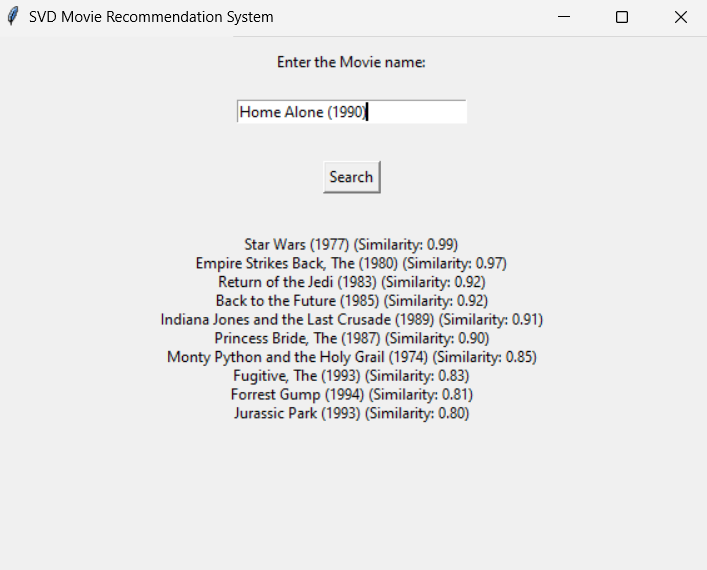 SVD Movie Recommendation System
Enter the Movie name:
Home Alone (1990)
Search
Star Wars (1977) (Similarity: 0.99)
Empire Strikes Back, The (1980) (Similarity: 0.97)
Return of the Jedi (1983) (Similarity: 0.92)
Back to the Future (1985) (Similarity: 0.92)
Indiana Jones and the Last Crusade (1989) (Similarity: 0.91)
Princess Bride, The (1987) (Similarity: 0.90)
Monty Python and the Holy Grail (1974) (Similarity: 0.85)
Fugitive, The (1993) (Similarity: 0.83)
Forrest Gump (1994) (Similarity: 0.81)
Jurassic Park (1993) (Similarity: 0.80)